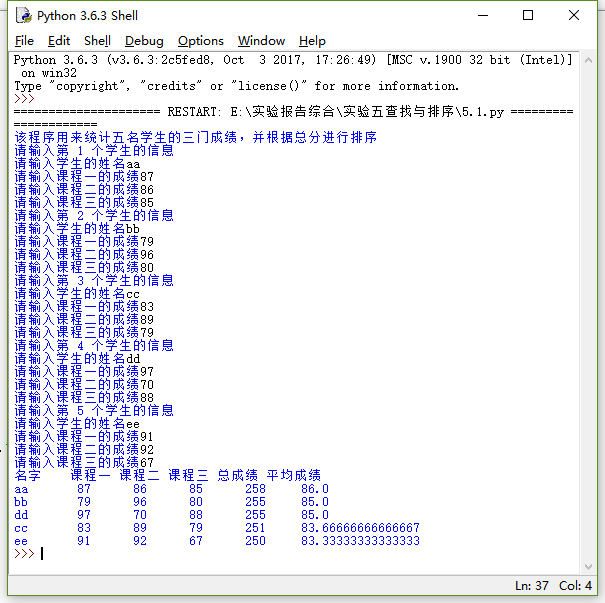 Python 3.6.3 Shell
File Edit Shell Debug Options Window Help
Python 3.6.3 (v3.6.3:2c5fed8, Oct  3 2017, 17:26:49) [MSC v.1900 32 bit (Intel)]
 on win32
Type "copyright", "credits" or "license()" for more information.
>>>
===================== RESTART: E:\实验报告综合\实验五查找与排序\5.1.py =========
============
该程序用来统计五名学生的三门成绩，并根据总分进行排序
请输入第 1 个学生的信息
请输入学生的姓名aa
请输入课程一的成绩87
请输入课程二的成绩86
请输入课程三的成绩85
请输入第 2 个学生的信息
请输入学生的姓名bb
请输入课程一的成绩79
请输入课程二的成绩96
请输入课程三的成绩80
请输入第 3 个学生的信息
请输入学生的姓名cc
请输入课程一的成绩83
请输入课程二的成绩89
请输入课程三的成绩79
请输入第 4 个学生的信息
请输入学生的姓名dd
请输入课程一的成绩97
请输入课程二的成绩70
请输入课程三的成绩88
请输入第 5 个学生的信息
请输入学生的姓名ee
请输入课程一的成绩91
请输入课程二的成绩92
请输入课程三的成绩67
名字 课程一 课程二 课程三 总成绩 平均成绩
aa 87 86 85 258 86.0
bb 79 96 80 255 85.0
dd 97 70 88 255 85.0
cc 83 89 79 251 83.66666666666667
ee 91 92 67 250 83.33333333333333
>>>
Ln: 37 Col: 4